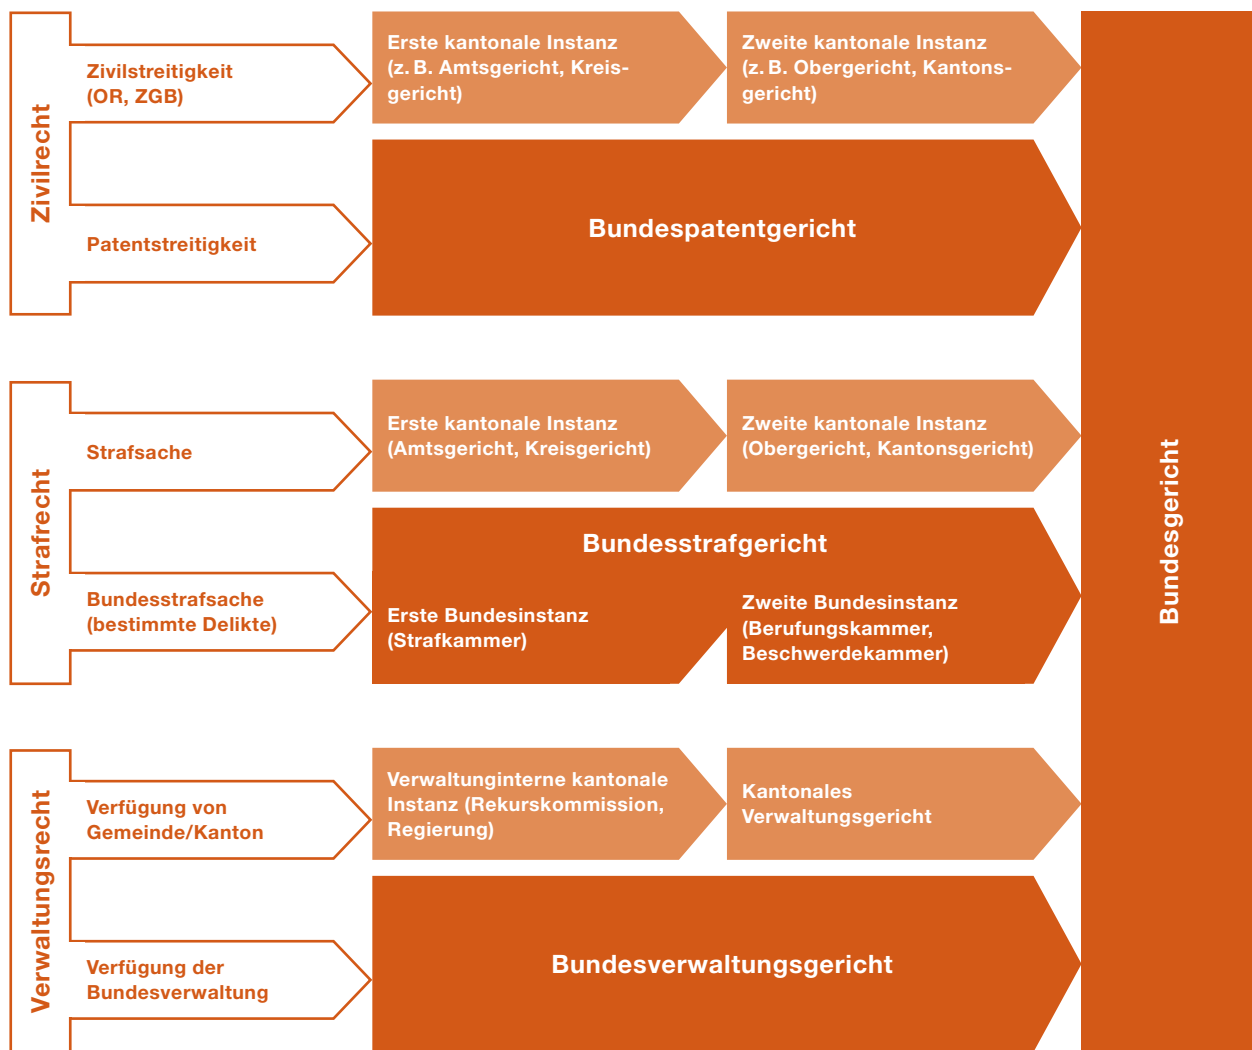 Zivilrecht
Zivilstreitigkeit
(OR, ZGB)
Erste kantonale Instanz
(z. B. Amtsgericht, Kreis-
gericht)
Zweite kantonale Instanz
(z. B. Obergericht, Kantons-
gericht)
Patentstreitigkeit
Bundespatentgericht
Strafrecht
Strafsache
Erste kantonale Instanz
(Amtsgericht, Kreisgericht)
Zweite kantonale Instanz
(Obergericht, Kantonsgericht)
Bundesstrafsache
(bestimmte Delikte)
Bundesstrafgericht
Erste Bundesinstanz
(Strafkammer)
Zweite Bundesinstanz
(Berufungskammer,
Beschwerdekammer)
Verwaltungsrecht
Verfügung von
Gemeinde/Kanton
Verwaltunginterne kantonale
Instanz (Rekurskommission,
Regierung)
Kantonales
Verwaltungsgericht
Verfügung der
Bundesverwaltung
Bundesverwaltungsgericht
Bundesgericht